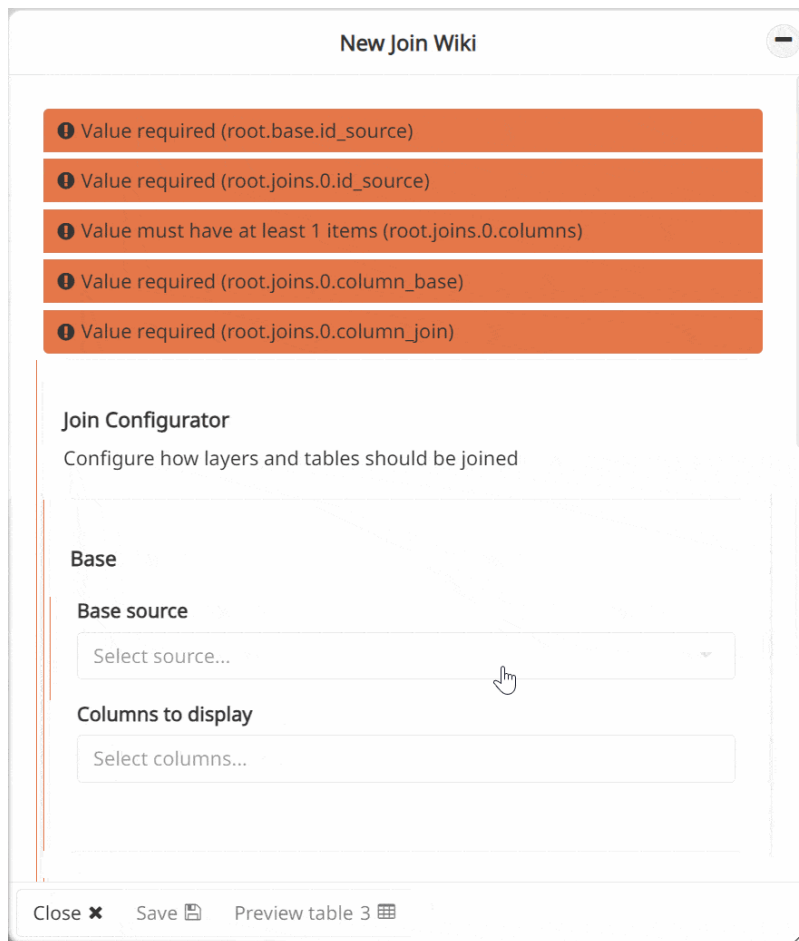 New Join Wiki
Value required (root.base.id_source)
Value required (root.joins.0.id_source)
Value must have at least 1 items (root.joins.0.columns)
Value required (root.joins.0.column_base)
Value required (root.joins.0.column_join)
Join Configurator
Configure how layers and tables should be joined
Base
Base source
Select source...
Columns to display
Select columns...
Close Save Preview table 3